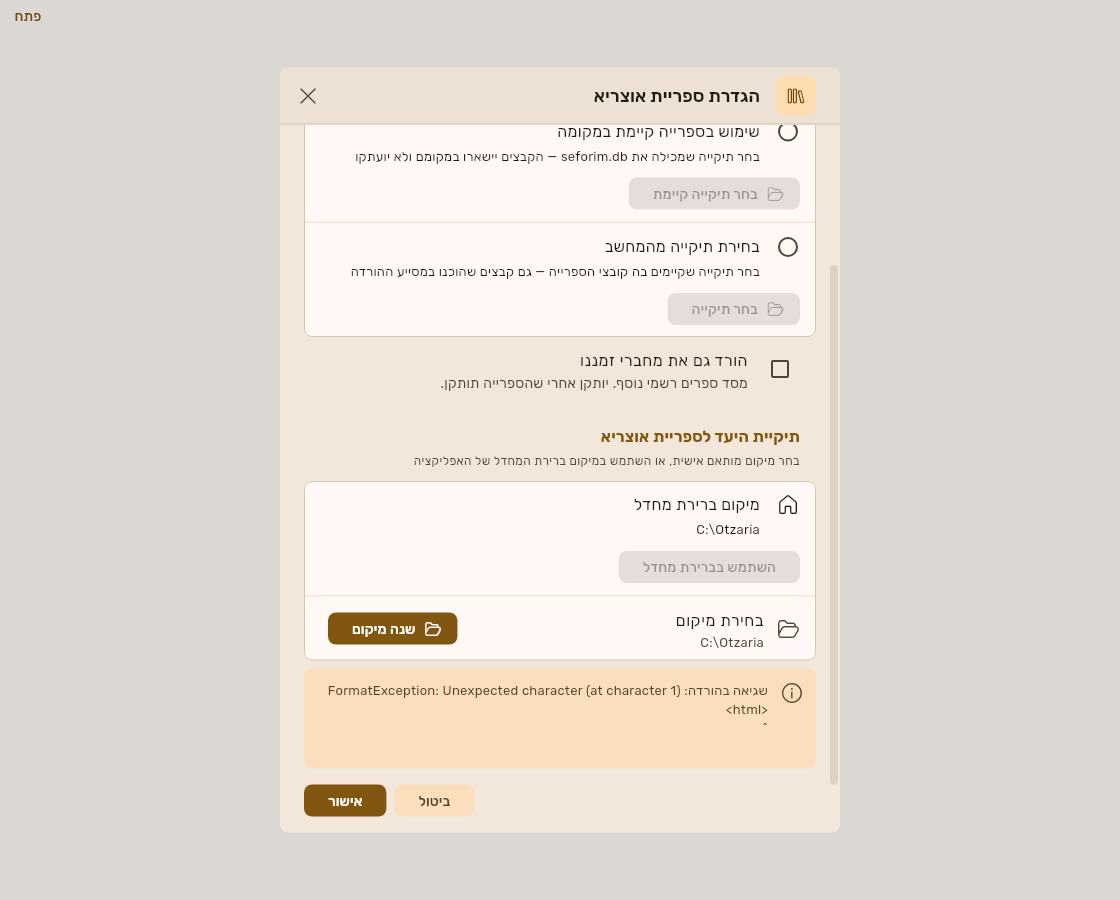 פתח
הגדרת ספריית אוצריא
שימוש בספרייה קיימת במקומה
בחר תיקייה שמכילה את seforim.db — הקבצים יישארו במקומם ולא יועתקו
בחר תיקייה קיימת
בחירת תיקייה מהמחשב
בחר תיקייה שקיימים בה קובצי הספרייה — גם קבצים שהוכנו במסייע ההורדה
בחר תיקייה
הורד גם את מחברי זמננו
מסד ספרים רשמי נוסף. יותקן אחרי שהספרייה תותקן.
תיקיית היעד לספריית אוצריא
בחר מיקום מותאם אישית, או השתמש במיקום ברירת המחדל של האפליקציה
מיקום ברירת מחדל
C:\Otzaria
השתמש בברירת מחדל
בחירת מיקום
C:\Otzaria
שנה מיקום
שגיאה בהורדה: FormatException: Unexpected character (at character 1)
<html>
^
ביטול
אישור